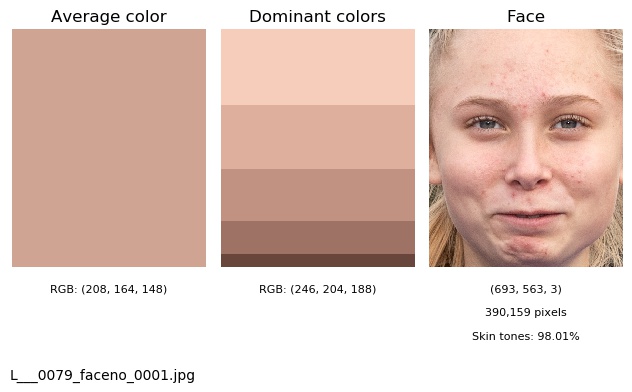 Average color
Dominant colors
Face
RGB: (208, 164, 148)
RGB: (246, 204, 188)
(693, 563, 3)
390,159 pixels
Skin tones: 98.01%
L___0079_faceno_0001.jpg